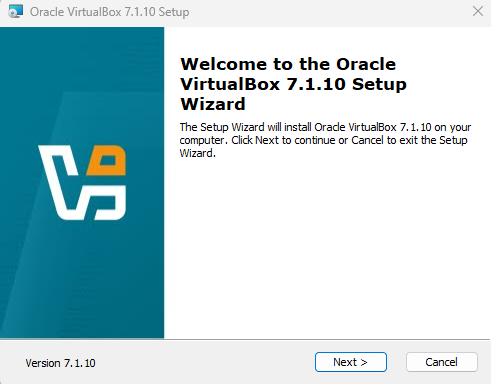 Oracle VirtualBox 7.1.10 Setup
Welcome to the Oracle
VirtualBox 7.1.10 Setup
Wizard
The Setup Wizard will install Oracle VirtualBox 7.1.10 on your
computer. Click Next to continue or Cancel to exit the Setup
Wizard.
Version 7.1.10
Next >
Cancel